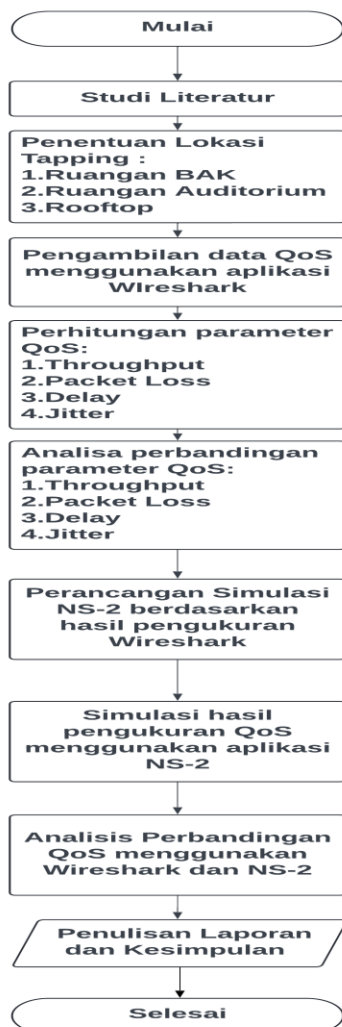 Mulai
Studi Literatur
Penentuan Lokasi
Tapping :
1.Ruangan BAK
2.Ruangan Auditorium
3.Rooftop
Pengambilan data QoS
menggunakan aplikasi
WIreshark
Perhitungan parameter
QoS:
1.Throughput
2.Packet Loss
3.Delay
4.Jitter
Analisa perbandingan
parameter QoS:
1.Throughput
2.Packet Loss
3.Delay
4.Jitter
Perancangan Simulasi
NS-2 berdasarkan
hasil pengukuran
Wireshark
Simulasi hasil
pengukuran QoS
menggunakan aplikasi
NS-2
Analisis Perbandingan
QoS menggunakan
Wireshark dan NS-2
Penulisan Laporan
dan Kesimpulan
Selesai